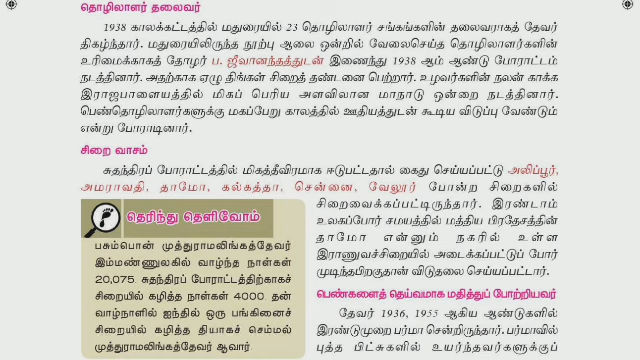 தொழிலாளர் தலைவர்
1938 காலக்கட்டத்தில் மதுரையில் 23 தொழிலாளர் சங்கங்களின் தலைவராகத் தேவர்
திகழ்ந்தார். மதுரையிலிருந்த நூற்பு ஆலை ஒன்றில் வேலைசெய்த தொழிலாளர்களின்
உரிமைக்காகத் தோழர் ப. ஜீவானந்தத்துடன் இணைந்து 1938 ஆம் ஆண்டு போராட்டம்
நடத்தினார். அதற்காக ஏழு திங்கள் சிறைத் தண்டனை பெற்றார். உழவர்களின் நலன் காக்க
இராஜபாளையத்தில் மிகப் பெரிய அளவிலான மாநாடு ஒன்றை நடத்தினார்.
பெண்தொழிலாளர்களுக்கு மகப்பேறு காலத்தில் ஊதியத்துடன் கூடிய விடுப்பு வேண்டும்
என்று போராடினார்.
சிறை வாசம்
சுதந்திரப் போராட்டத்தில் மிகத்தீவிரமாக ஈடுபட்டதால் கைது செய்யப்பட்டு அலிப்பூர்,
அமராவதி, தாமோ, கல்கத்தா, சென்னை, வேலூர் போன்ற சிறைகளில்
சிறைவைக்கப்பட்டிருந்தார். இரண்டாம்
உலகப்போர் சமயத்தில் மத்திய பிரதேசத்தின்
தாமோ என்னும் நகரில் உள்ள
இராணுவச்சிறையில் அடைக்கப்பட்டுப் போர்
முடிந்தபிறகுதான் விடுதலை செய்யப்பட்டார்.
தெரிந்து தெளிவோம்
பசும்பொன் முத்துராமலிங்கத்தேவர்
இம்மண்ணுலகில் வாழ்ந்த நாள்கள்
20,075. சுதந்திரப் போராட்டத்திற்காகச்
சிறையில் கழித்த நாள்கள் 4000. தன்
வாழ்நாளில் ஐந்தில் ஒரு பங்கினைச்
சிறையில் கழித்த தியாகச் செம்மல்
முத்துராமலிங்கத்தேவர் ஆவார்.
பெண்களைத் தெய்வமாக மதித்துப் போற்றியவர்
தேவர் 1936, 1955 ஆகிய ஆண்டுகளில்
இரண்டுமுறை பர்மா சென்றிருந்தார். பர்மாவில்
புத்த பிட்சுகளில் உயர்ந்தவர்களுக்குப்